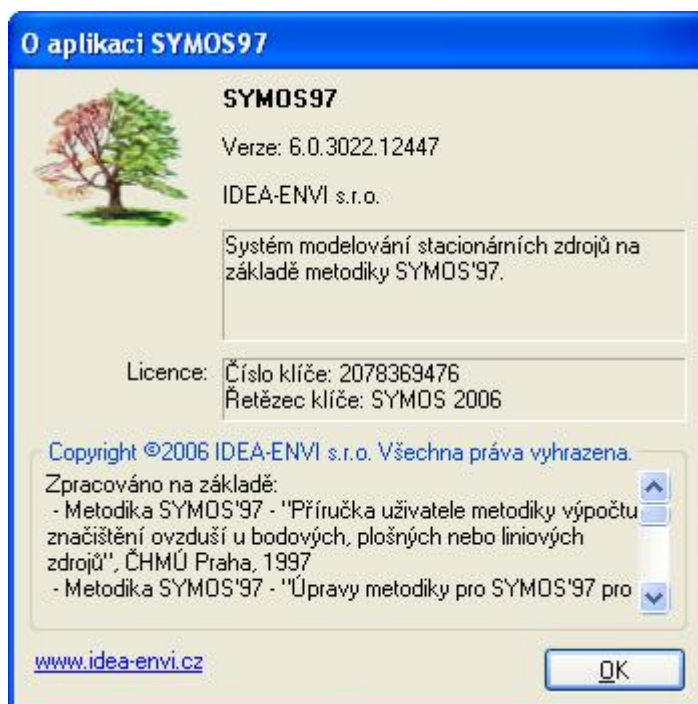 O aplikaci SYMOS97
SYMOS97
Verze: 6.0.3022.12447
IDEA-ENVI s.r.o.
Systém modelování stacionárních zdrojů na
základě metodiky SYMOS'97.
Licence:
Číslo klíče: 2078369476
Řetězec klíče: SYMOS 2006
Copyright ©2006 IDEA-ENVI s.r.o. Všechna práva vyhrazena.
Zpracováno na základě:
- Metodika SYMOS'97 - "Příručka uživatele metodiky výpočtu
značištění ovzduší u bodových, plošných nebo liniových
zdrojů", ČHMÚ Praha, 1997
- Metodika SYMOS'97 - "Úpravy metodiky pro SYMOS'97 pro
www.idea-envi.cz
OK